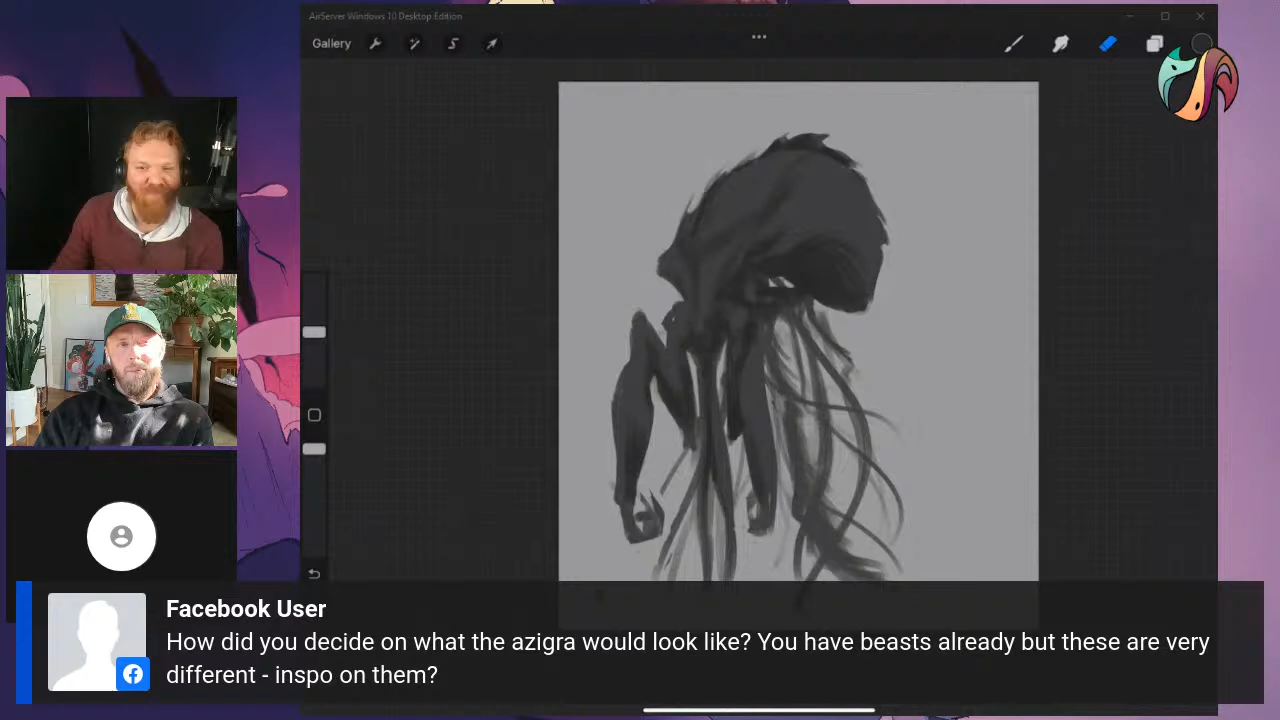 AirServer Windows 10 Desktop Edition
Gallery
Facebook User
How did you decide on what the azigra would look like? You have beasts already but these are very
different - inspo on them?